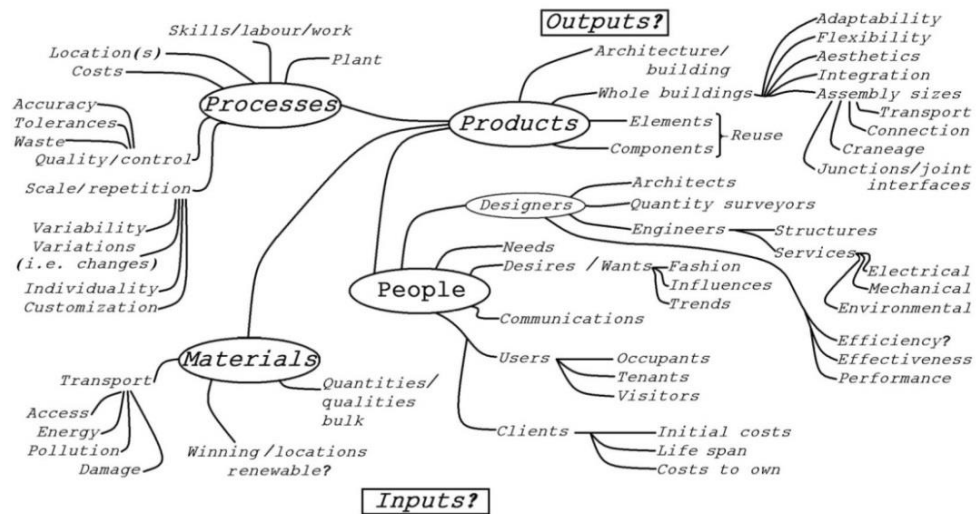 Outputs?
Skills/labour/work
Location(s)
Plant
Costs
Processes
Accuracy
Tolerances
Waste
Quality/control
Scale/repetition
Variability
Variations
(i.e. changes)
Individuality
Customization
Products
Architecture/
building
Whole buildings
Elements
Components
Reuse
Adaptability
Flexibility
Aesthetics
Integration
Assembly sizes
Transport
Connection
Craneage
Junctions/joint
interfaces
Designers
Architects
Quantity surveyors
Engineers
Structures
Services
Electrical
Mechanical
Environmental
Efficiency?
Effectiveness
Performance
People
Needs
Desires / Wants
Fashion
Influences
Trends
Communications
Users
Occupants
Tenants
Visitors
Clients
Initial costs
Life span
Costs to own
Materials
Transport
Access
Energy
Pollution
Damage
Winning/locations
renewable?
Quantities/
qualities
bulk
Inputs?